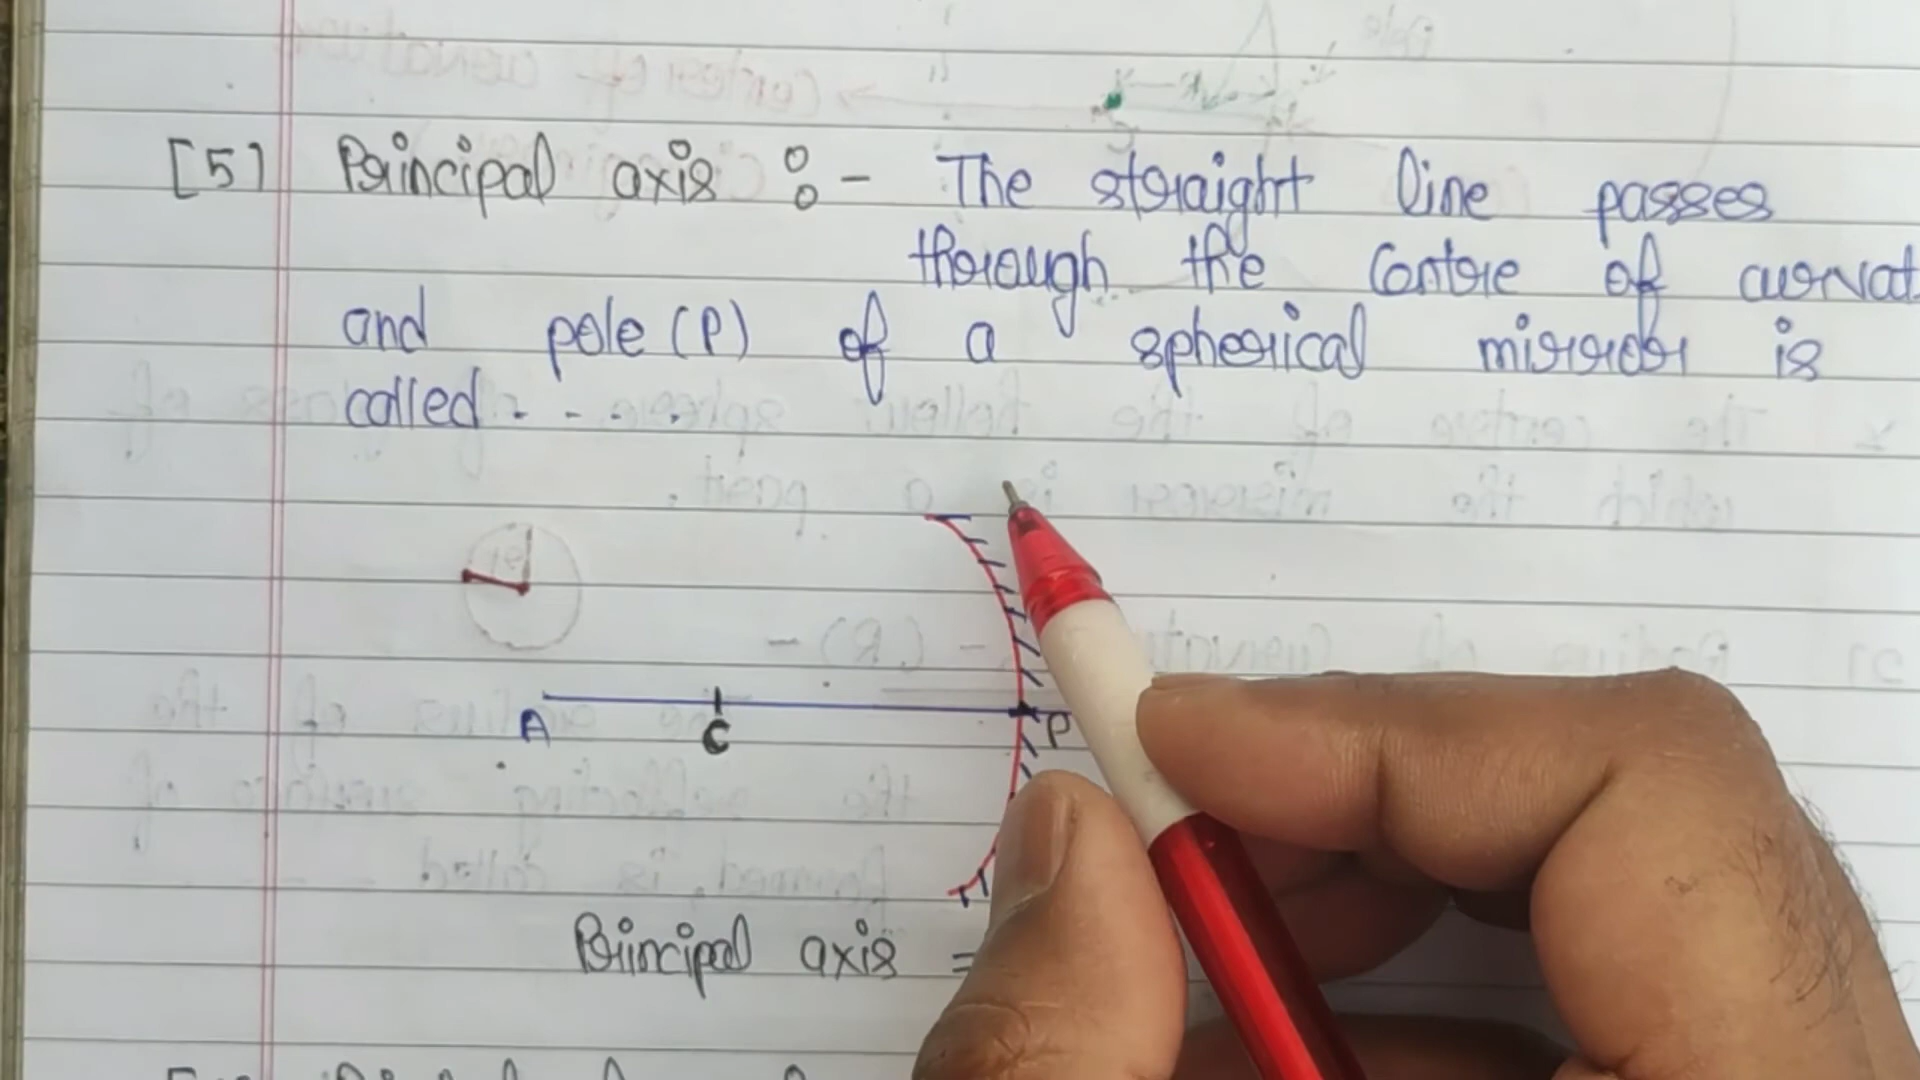 [5] Principal axis :- The straight line passes
through the Centre of curvat
and pole (P) of a spherical mirror is
called - - - -
A C P
Principal axis =